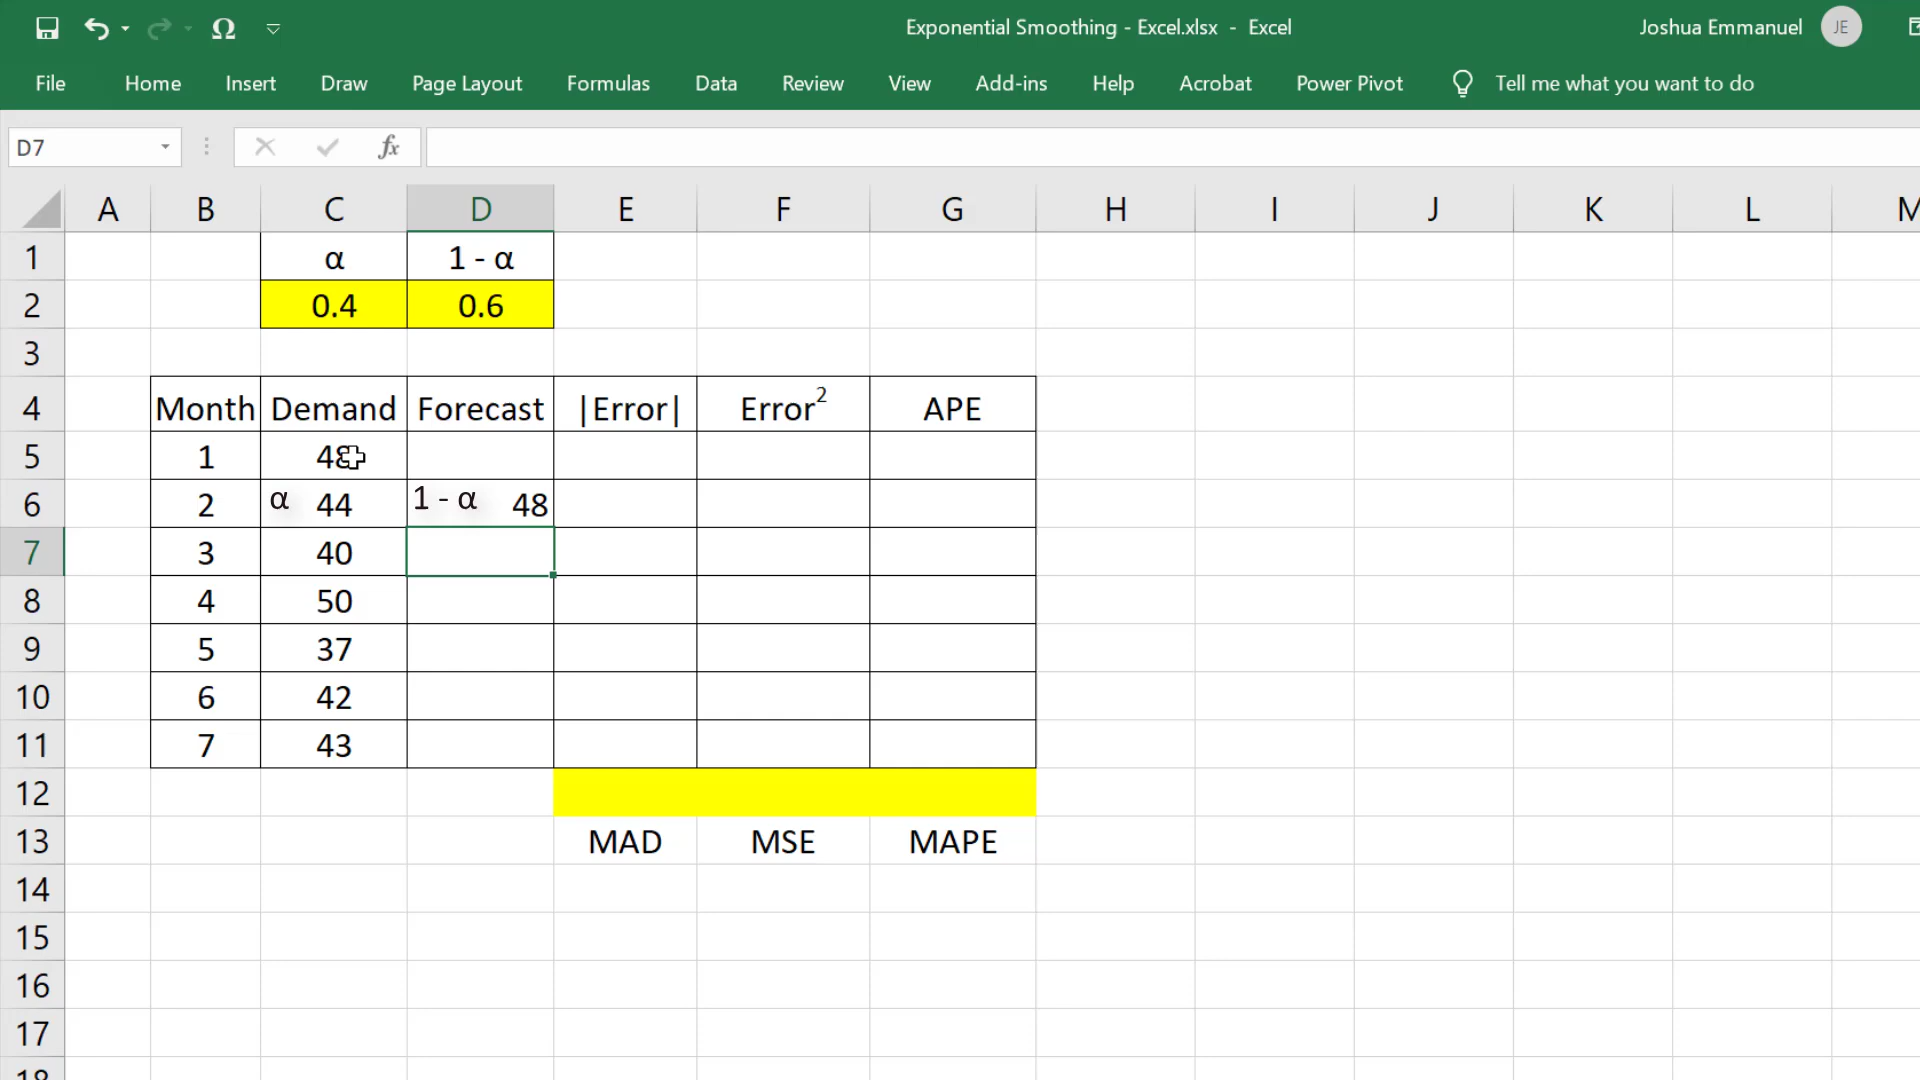 Exponential Smoothing - Excel.xlsx - Excel
Joshua Emmanuel JE
File Home Insert Draw Page Layout Formulas Data Review View Add-ins Help Acrobat Power Pivot Tell me what you want to do
D7 fx
A B C D E F G H I J K L M
1 α 1 - α
2 0.4 0.6
3
4 Month Demand Forecast |Error| Error² APE
5 1 48
6 2 α 44 1 - α 48
7 3 40
8 4 50
9 5 37
10 6 42
11 7 43
12
13 MAD MSE MAPE
14
15
16
17
18